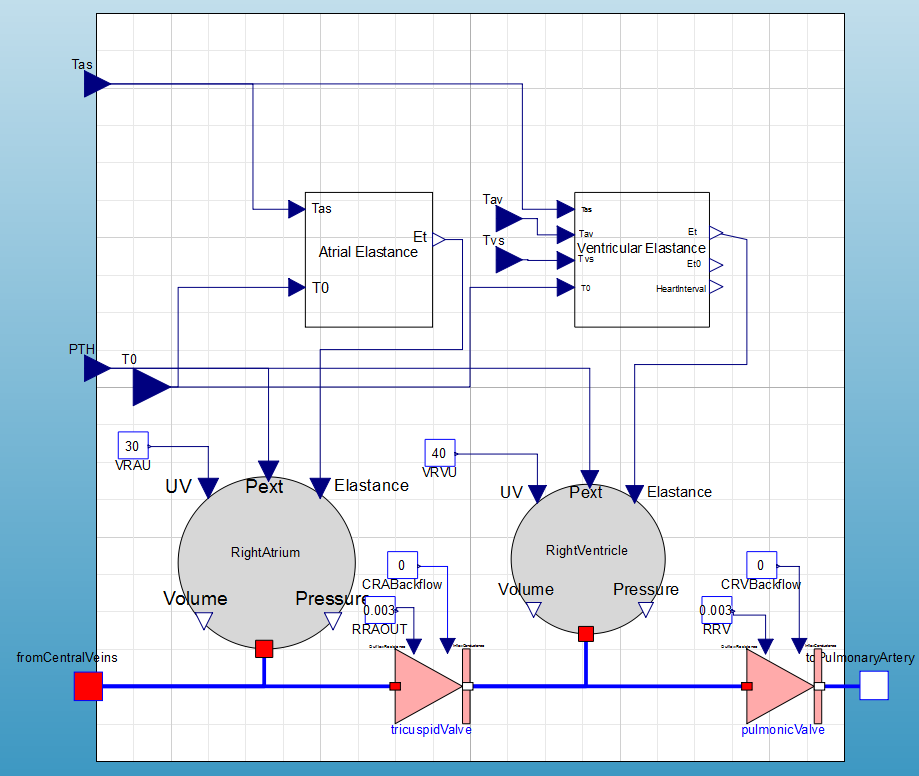 Tas
Tas
Et
Atrial Elastance
T0
Tav
Tvs
Tas
Tav
Et
Ventricular Elastance
Tvs
Et0
T0
HeartInterval
PTH
T0
30
VRAU
40
VRVU
UV
Pext
Elastance
UV
Pext
Elastance
RightAtrium
RightVentricle
0
CRABackflow
0
CRVBackflow
Volume
Pressure
Volume
Pressure
0.003
RRAOUT
0.003
RRV
fromCentralVeins
toPulmonaryArtery
tricuspidValve
pulmonicValve